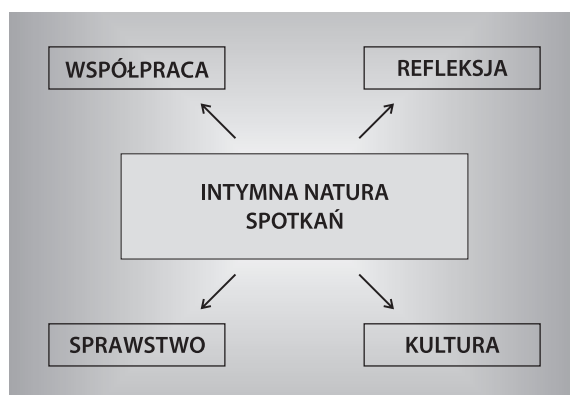 WSPÓŁPRACA
REFLEKSJA
INTYMNA NATURA
SPOTKAŃ
SPRAWSTWO
KULTURA